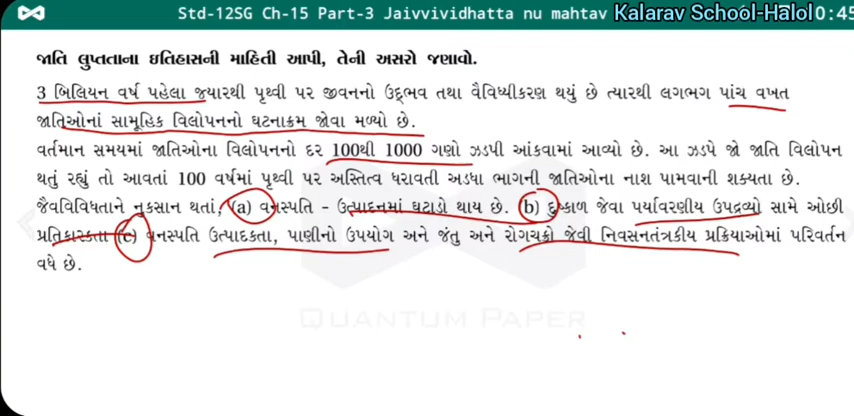 Std-12SG Ch-15 Part-3 Jaivvividhatta nu mahtav Kalarav School-Halol 0:45
જાતિ લુપ્તતાના ઇતિહાસની માહિતી આપી, તેની અસરો જણાવો.
3 બિલિયન વર્ષ પહેલા જ્યારથી પૃથ્વી પર જીવનનો ઉદ્ભવ તથા વૈવિધ્યીકરણ થયું છે ત્યારથી લગભગ પાંચ વખત
જાતિઓનાં સામૂહિક વિલોપનનો ઘટનાક્રમ જોવા મળ્યો છે.
વર્તમાન સમયમાં જાતિઓના વિલોપનનો દર 100થી 1000 ગણો ઝડપી આંકવામાં આવ્યો છે. આ ઝડપે જો જાતિ વિલોપન
થતું રહ્યું તો આવતાં 100 વર્ષમાં પૃથ્વી પર અસ્તિત્વ ધરાવતી અડધા ભાગની જાતિઓના નાશ પામવાની શક્યતા છે.
જૈવવિવિધતાને નુકસાન થતાં, (a) વનસ્પતિ - ઉત્પાદનમાં ઘટાડો થાય છે. (b) દુષ્કાળ જેવા પર્યાવરણીય ઉપદ્રવ્યો સામે ઓછી
પ્રતિકારકતા (c) વનસ્પતિ ઉત્પાદકતા, પાણીનો ઉપયોગ અને જંતુ અને રોગચક્રો જેવી નિવસનતંત્રકીય પ્રક્રિયાઓમાં પરિવર્તન
વધે છે.
QUANTUM PAPER